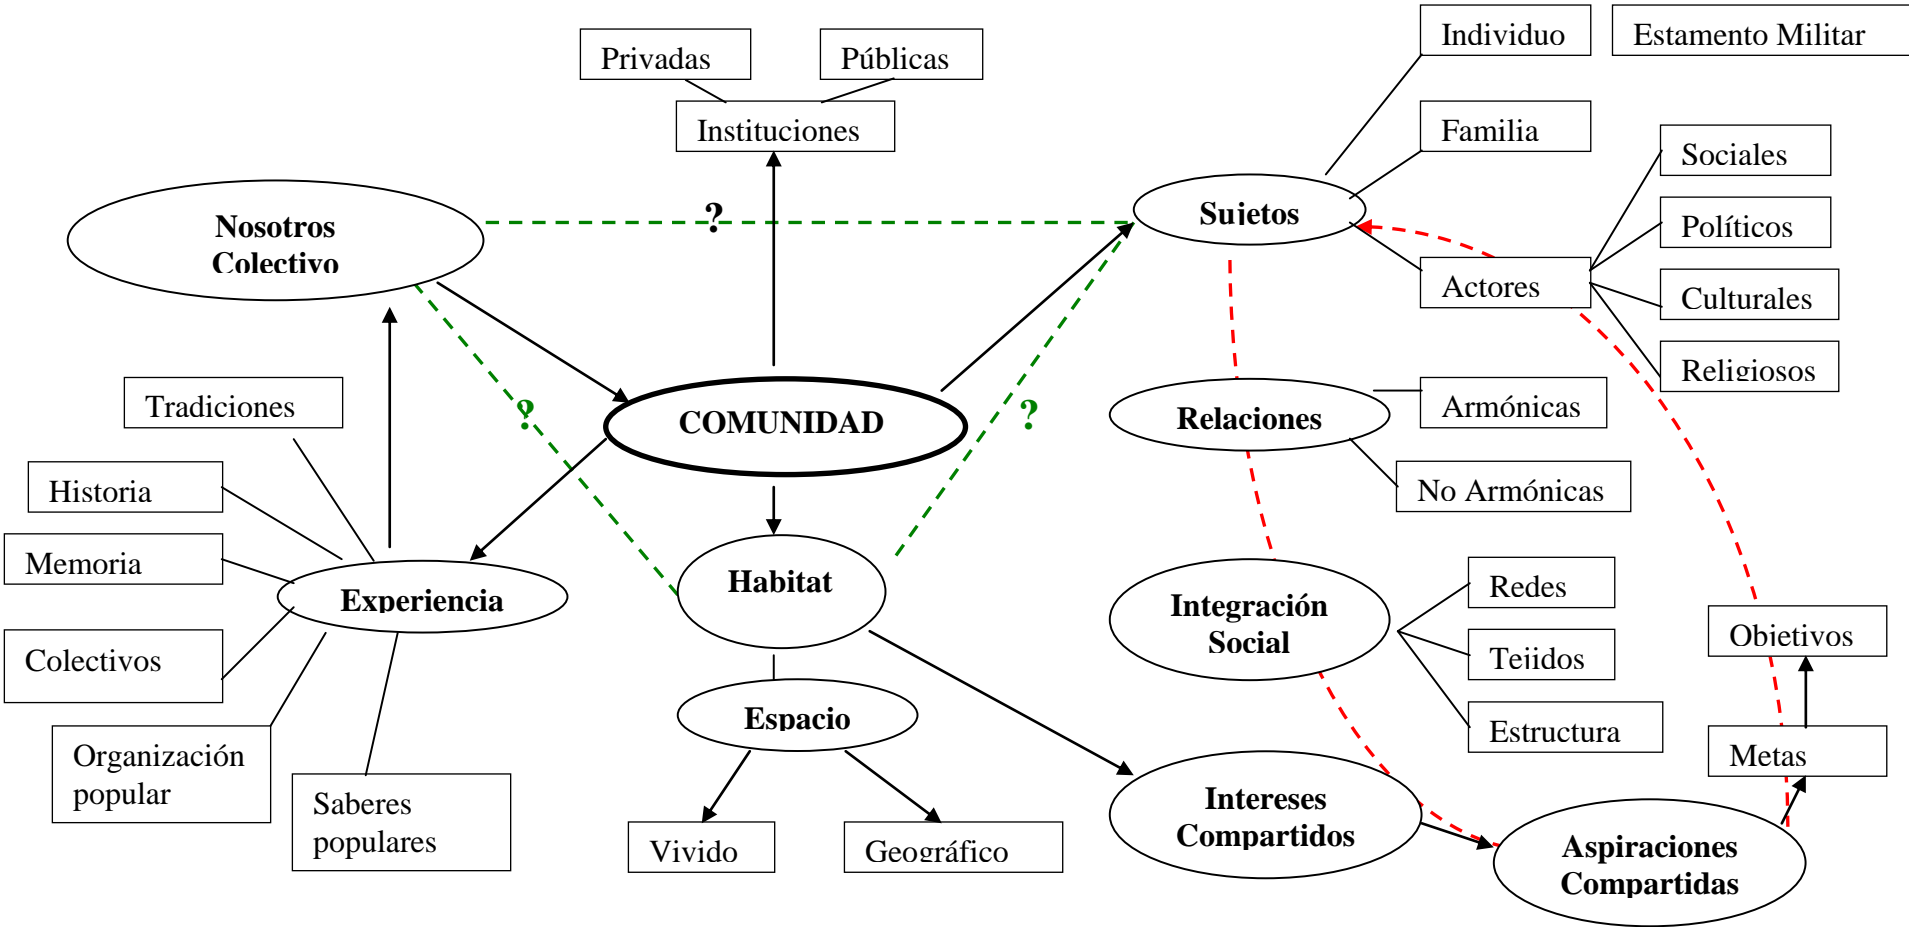 Individuo
Estamento Militar
Privadas
Públicas
Instituciones
Familia
Sociales
Sujetos
Nosotros
Colectivo
?
Políticos
Actores
Culturales
Religiosos
Tradiciones
COMUNIDAD
?
?
Relaciones
Armónicas
No Armónicas
Historia
Memoria
Experiencia
Habitat
Colectivos
Organización
popular
Saberes
populares
Espacio
Vivido
Geográfico
Integración
Social
Redes
Tejidos
Estructura
Objetivos
Metas
Intereses
Compartidos
Aspiraciones
Compartidas